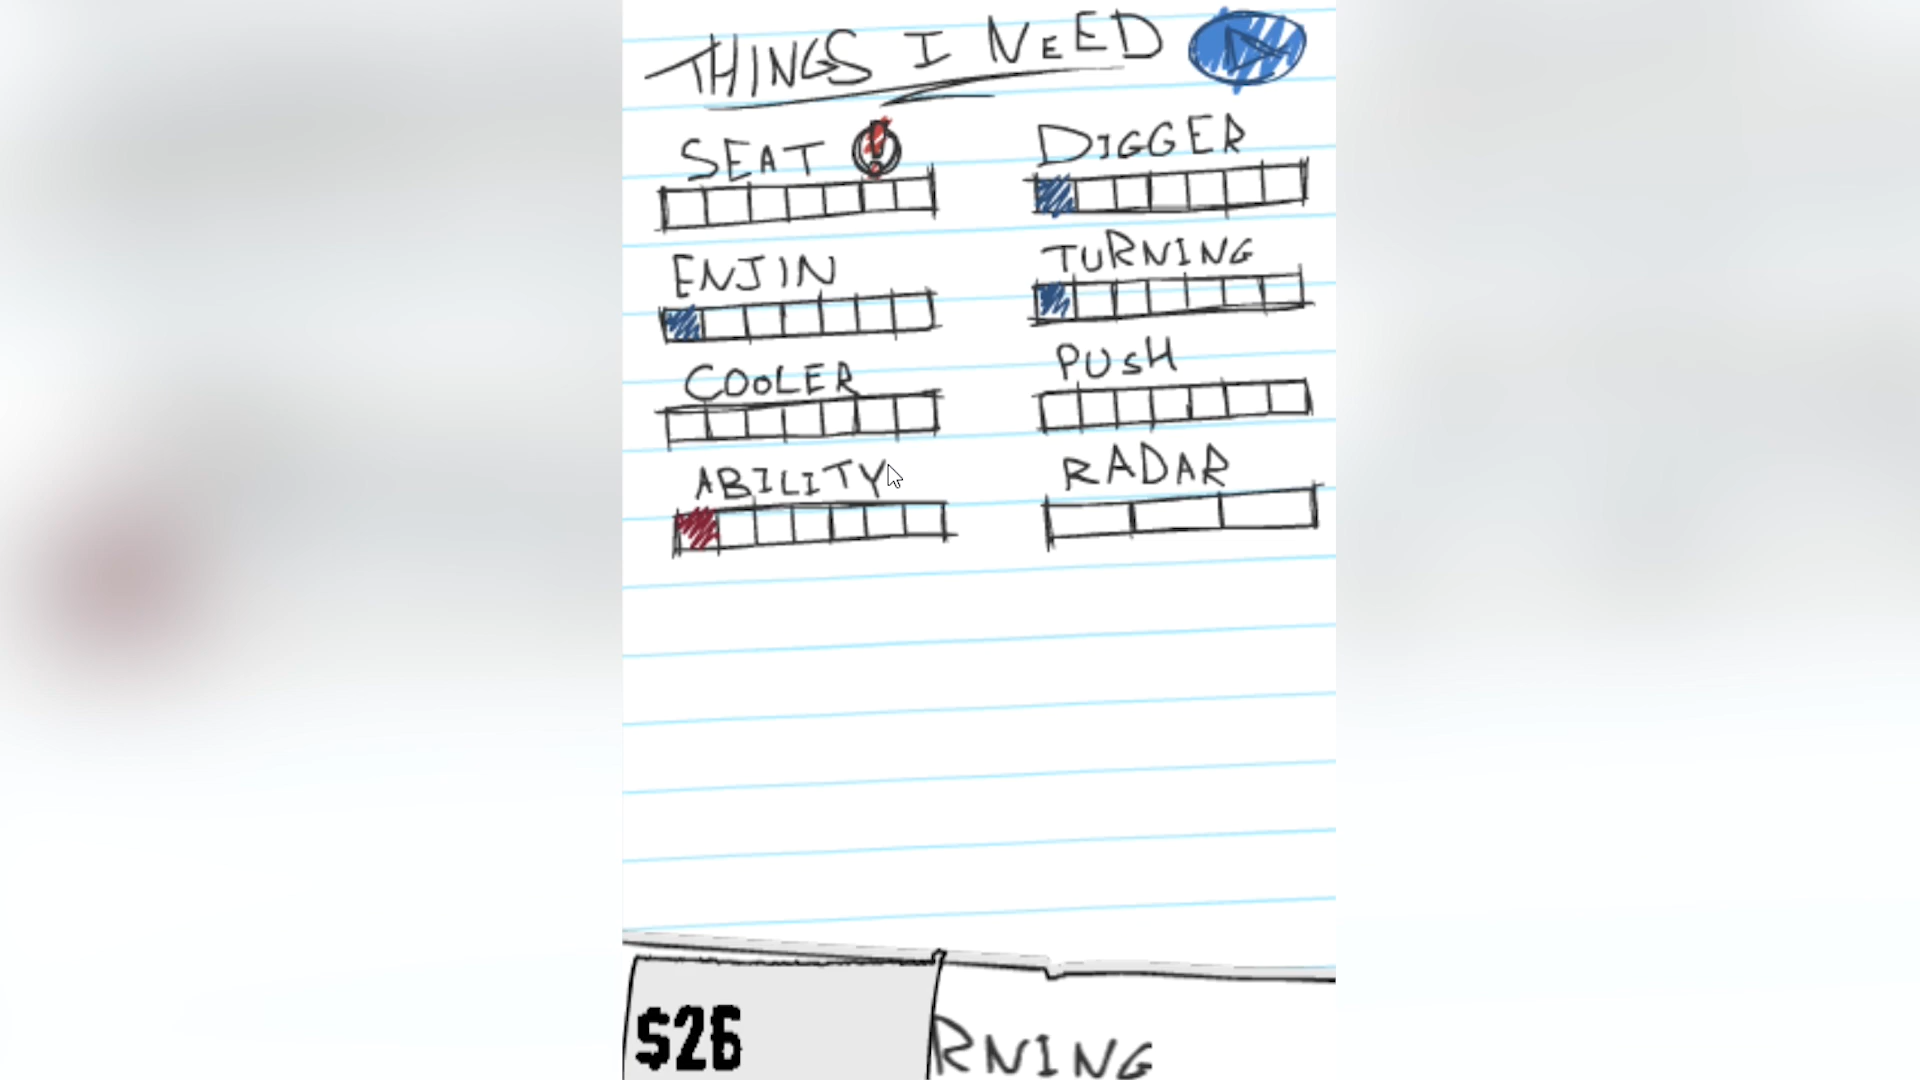 THINGS I NEED
SEAT !
DIGGER
ENJIN
TURNING
COOLER
PUSH
ABILITY
RADAR
$26
RNING